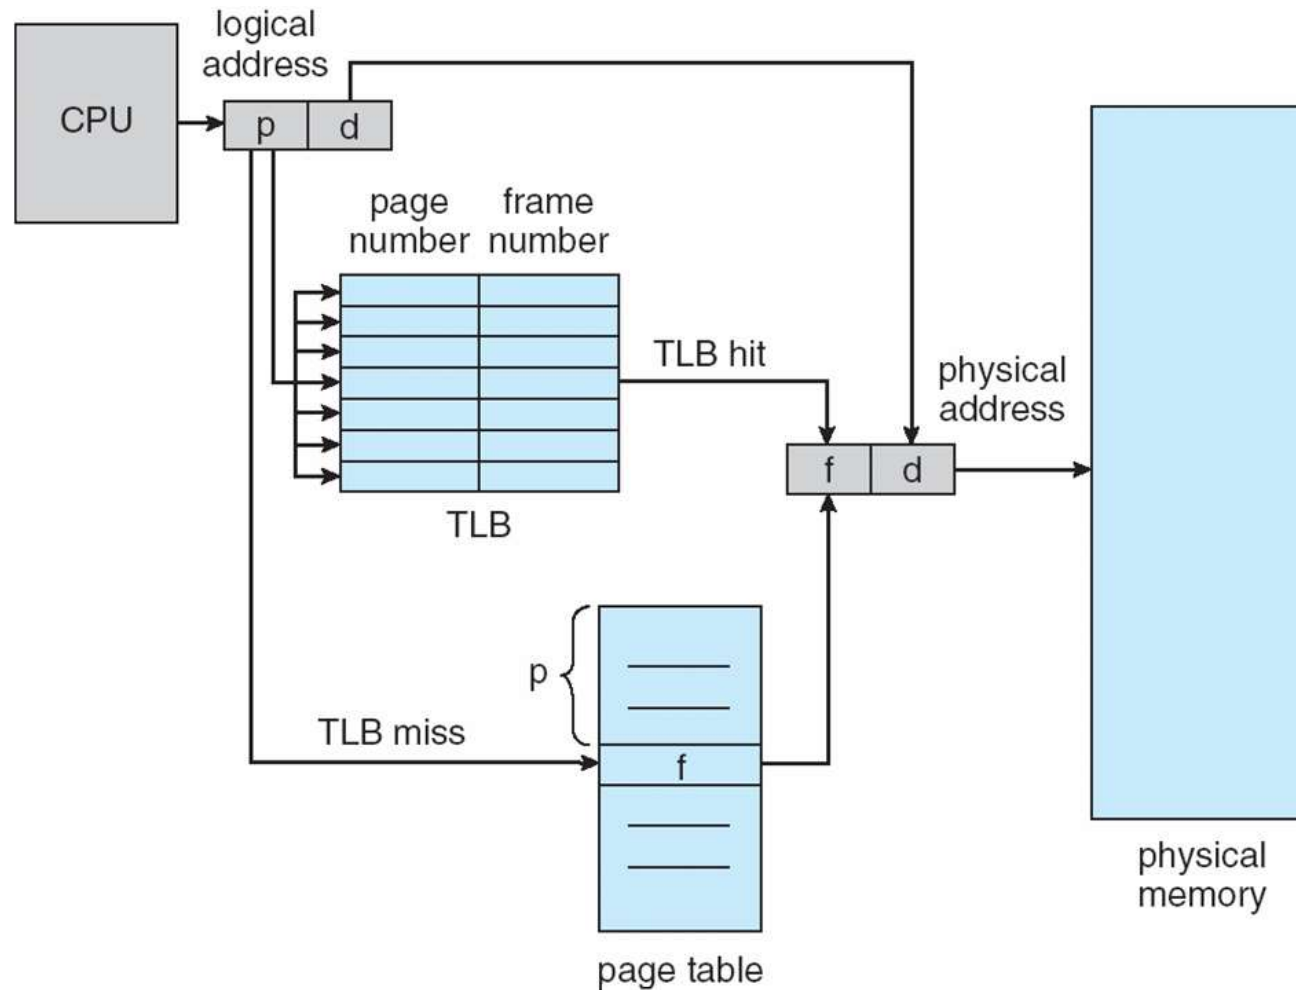 logical
address
CPU
p
d
page
number
frame
number
TLB hit
physical
address
f
d
TLB
p
TLB miss
f
physical
memory
page table